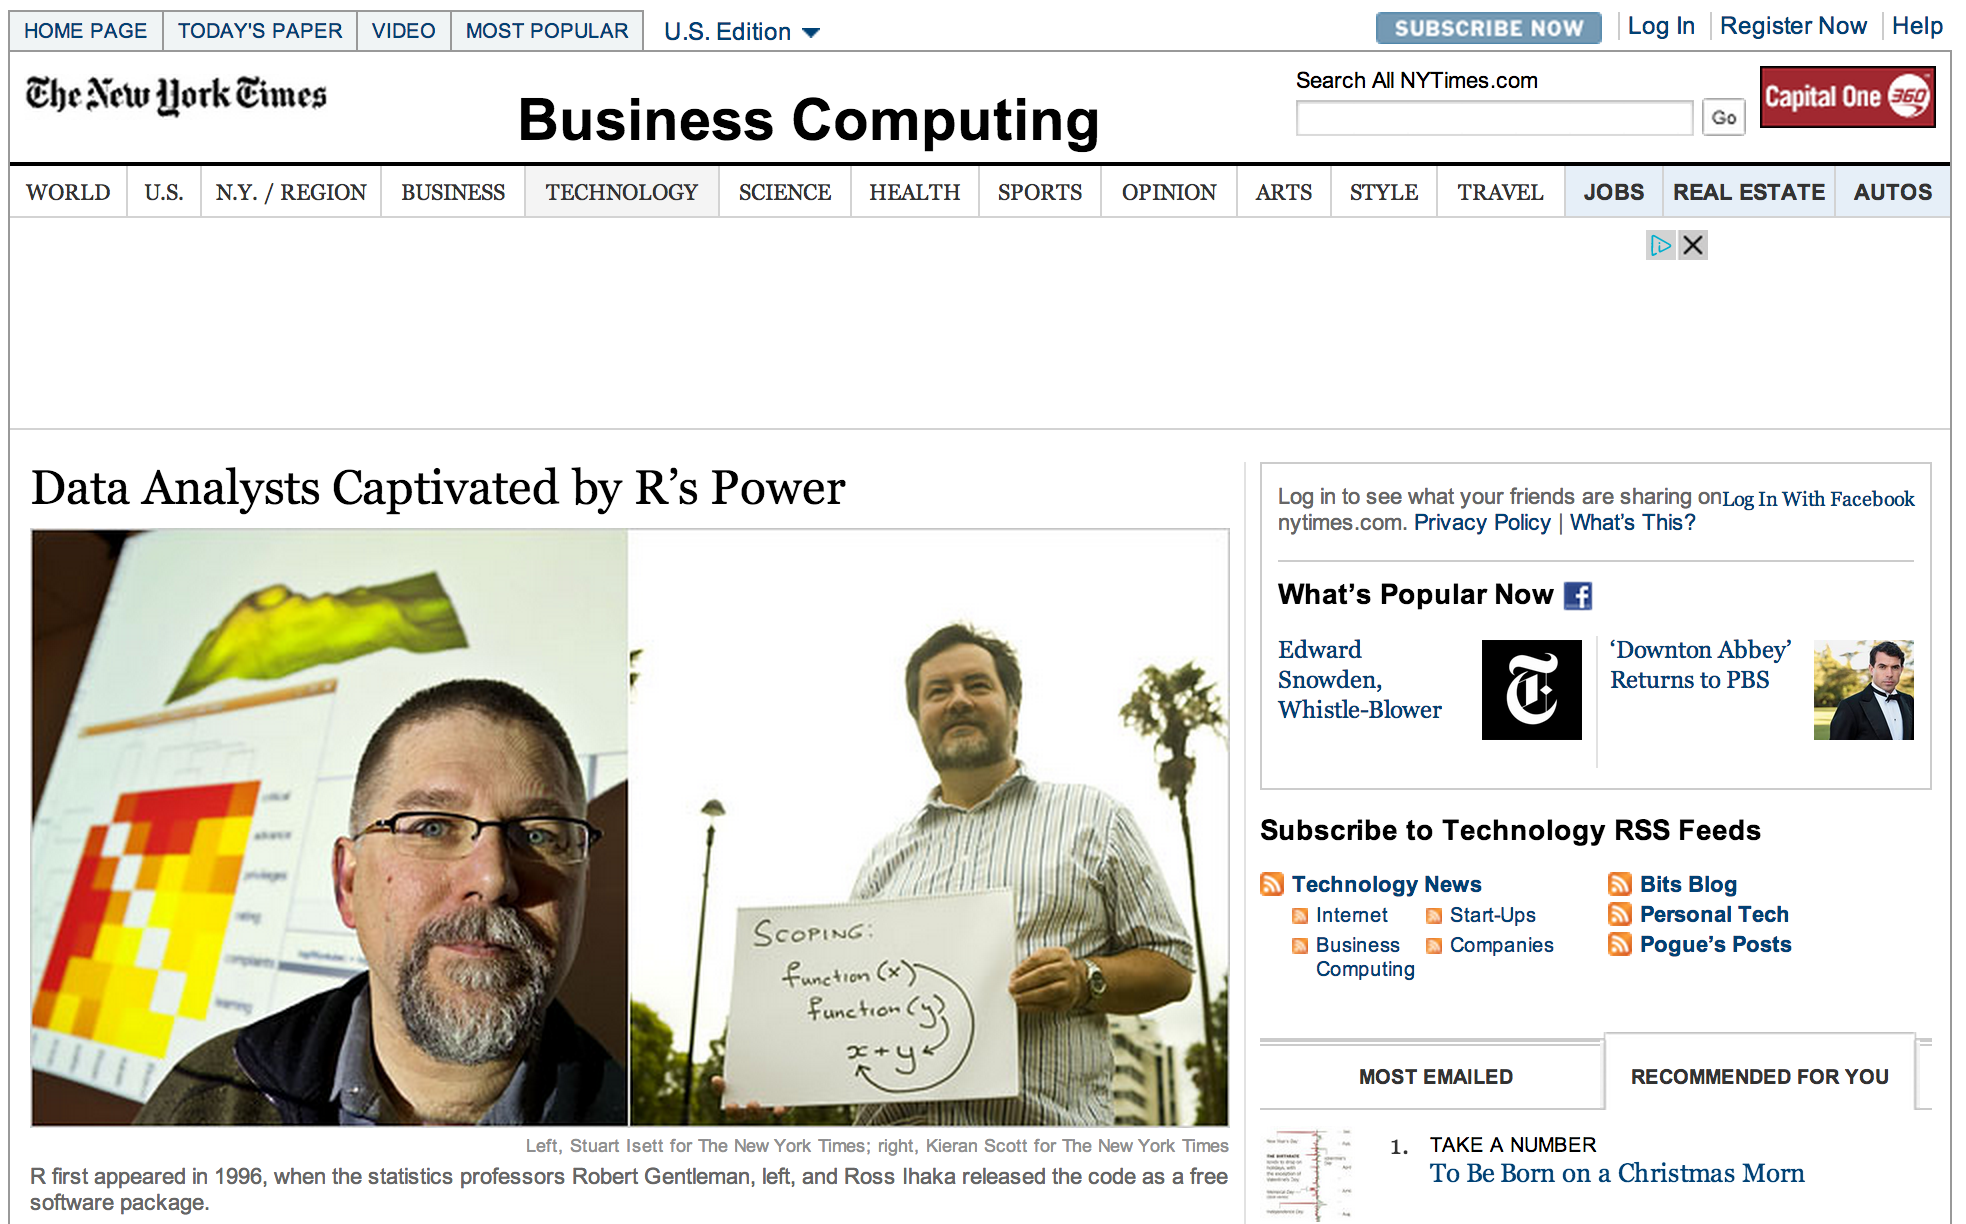 HOME PAGE TODAY'S PAPER VIDEO MOST POPULAR U.S. Edition
SUBSCRIBE NOW Log In Register Now Help
The New York Times
Business Computing
Search All NYTimes.com
Go
Capital One 360
WORLD U.S. N.Y. / REGION BUSINESS TECHNOLOGY SCIENCE HEALTH SPORTS OPINION ARTS STYLE TRAVEL JOBS REAL ESTATE AUTOS
Data Analysts Captivated by R’s Power
critical
advance
privileges
rating
complaints
learning
SCOPING:
function(x)
function(y)
x+y
Left, Stuart Isett for The New York Times; right, Kieran Scott for The New York Times
R first appeared in 1996, when the statistics professors Robert Gentleman, left, and Ross Ihaka released the code as a free
software package.
Log in to see what your friends are sharing on
nytimes.com. Privacy Policy | What’s This?
Log In With Facebook
What’s Popular Now
Edward
Snowden,
Whistle-Blower
‘Downton Abbey’
Returns to PBS
Subscribe to Technology RSS Feeds
Technology News
Internet
Start-Ups
Business
Computing
Companies
Bits Blog
Personal Tech
Pogue’s Posts
MOST EMAILED
RECOMMENDED FOR YOU
1. TAKE A NUMBER
To Be Born on a Christmas Morn